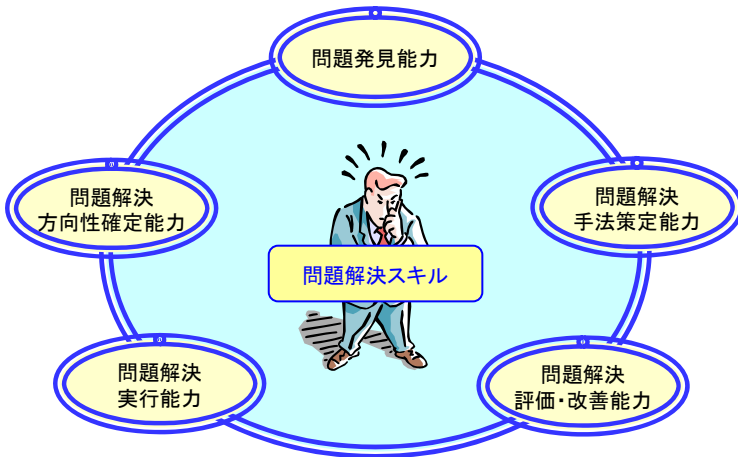 問題発見能力
問題解決
方向性確定能力
問題解決
手法策定能力
問題解決スキル
問題解決
実行能力
問題解決
評価・改善能力